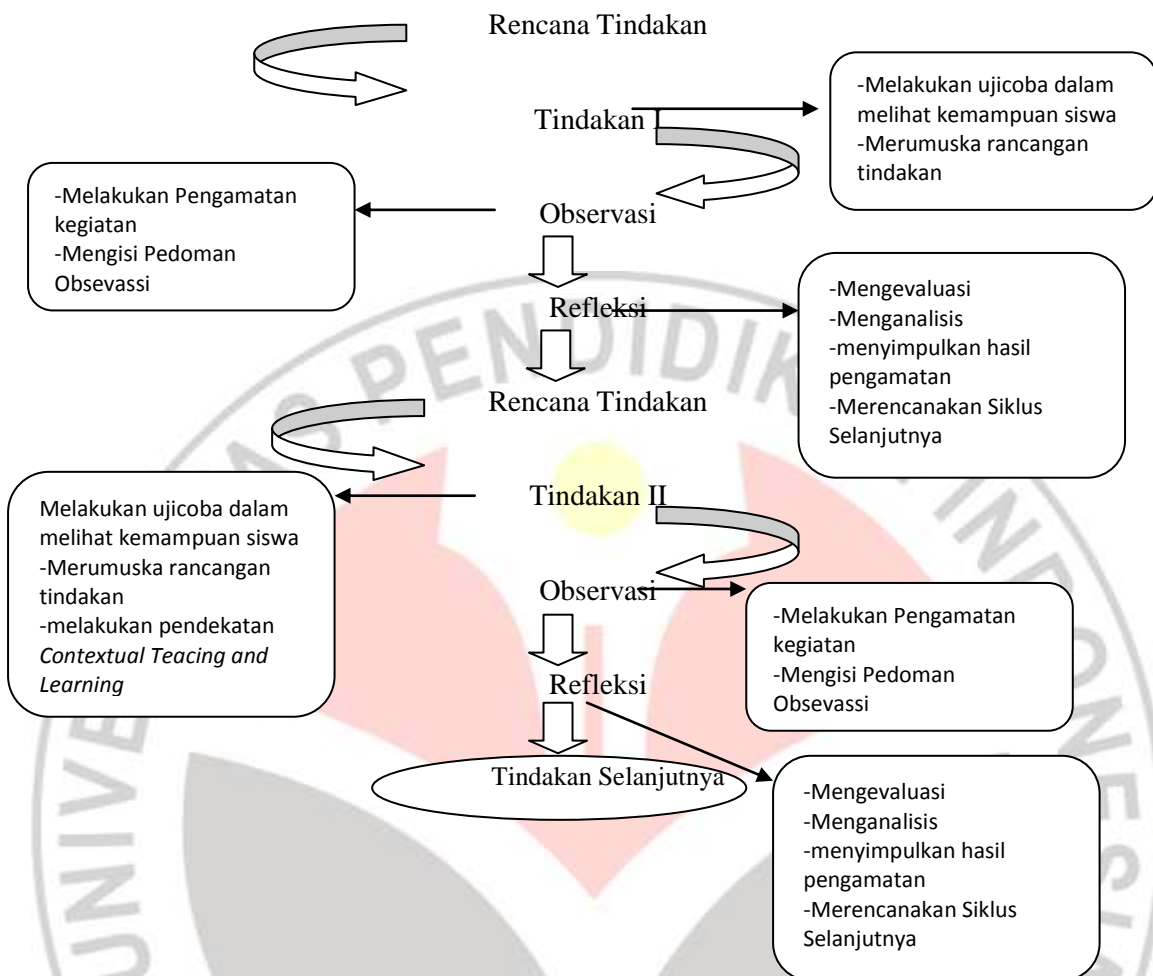 Rencana Tindakan
Tindakan I
-Melakukan ujicoba dalam
melihat kemampuan siswa
-Merumuska rancangan
tindakan
Observasi
-Melakukan Pengamatan
kegiatan
-Mengisi Pedoman
Obsevassi
Refleksi
-Mengevaluasi
-Menganalisis
-menyimpulkan hasil
pengamatan
-Merencanakan Siklus
Selanjutnya
Rencana Tindakan
Tindakan II
Melakukan ujicoba dalam
melihat kemampuan siswa
-Merumuska rancangan
tindakan
-melakukan pendekatan
Contextual Teacing and
Learning
Observasi
-Melakukan Pengamatan
kegiatan
-Mengisi Pedoman
Obsevassi
Refleksi
-Mengevaluasi
-Menganalisis
-menyimpulkan hasil
pengamatan
-Merencanakan Siklus
Selanjutnya
Tindakan Selanjutnya